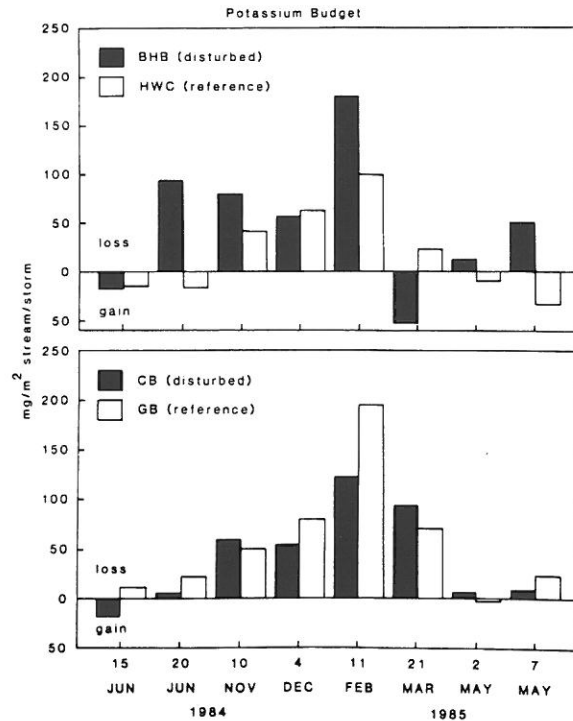 Potassium Budget
250
BHB (disturbed)
200
HWC (reference)
150
100
50
loss
0
gain
50
mg/m² stream/storm
250
CB (disturbed)
200
GB (reference)
150
100
50
loss
0
gain
50
15 20 10 4 11 21 2 7
JUN JUN NOV DEC FEB MAR MAY MAY
1984 1985